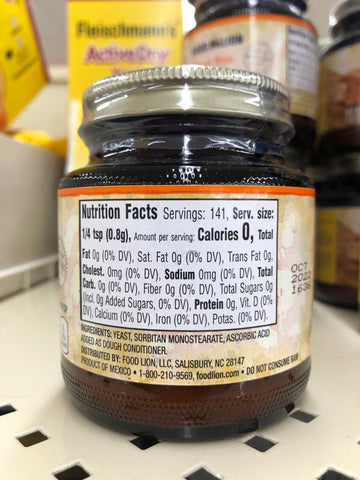 Fleischmann's
ActiveDry
FOOD LION
Nutrition Facts Servings: 141, Serv. size:
1/4 tsp (0.8g), Amount per serving: Calories 0, Total
Fat 0g (0% DV), Sat. Fat 0g (0% DV), Trans Fat 0g,
Cholest. 0mg (0% DV), Sodium 0mg (0% DV), Total
Carb. 0g (0% DV), Fiber 0g (0% DV), Total Sugars 0g
(Incl. 0g Added Sugars, 0% DV), Protein 0g, Vit. D (0%
DV), Calcium (0% DV), Iron (0% DV), Potas. (0% DV).
INGREDIENTS: YEAST, SORBITAN MONOSTEARATE, ASCORBIC ACID
ADDED AS DOUGH CONDITIONER.
DISTRIBUTED BY: FOOD LION, LLC, SALISBURY, NC 28147
PRODUCT OF MEXICO • 1-800-210-9569, foodlion.com • DO NOT CONSUME RAW
OCT
2022
1636